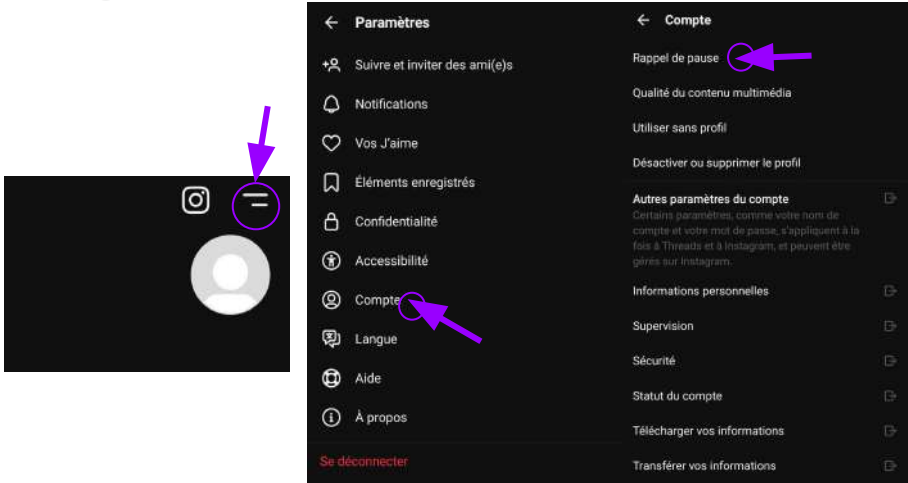 Paramètres
Suivre et inviter des ami(e)s
Notifications
Vos J'aime
Éléments enregistrés
Confidentialité
Accessibilité
Compte
Langue
Aide
À propos
Se déconnecter
Compte
Rappel de pause
Qualité du contenu multimédia
Utiliser sans profil
Désactiver ou supprimer le profil
Autres paramètres du compte
Certains paramètres, comme votre nom de
compte et votre mot de passe, s'appliquent à la
fois à Threads et à Instagram, et peuvent être
gérés sur Instagram.
Informations personnelles
Supervision
Sécurité
Statut du compte
Télécharger vos informations
Transférer vos informations